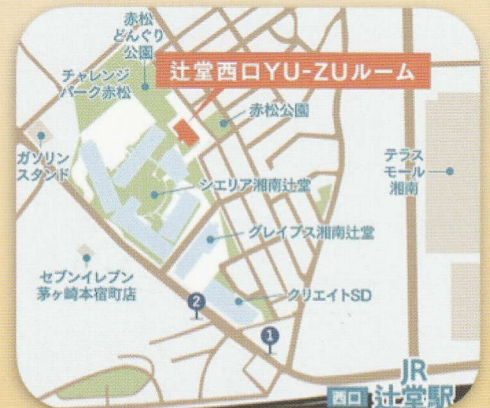 赤松
どんぐり
公園
辻堂西口YU-ZUルーム
チャレンジ
パーク赤松
赤松公園
ガソリン
スタンド
テラス
モール
湘南
シエリア湘南辻堂
グレイプス湘南辻堂
セブンイレブン
茅ヶ崎本宿町店
クリエイトSD
2
1
JR
西口 辻堂駅